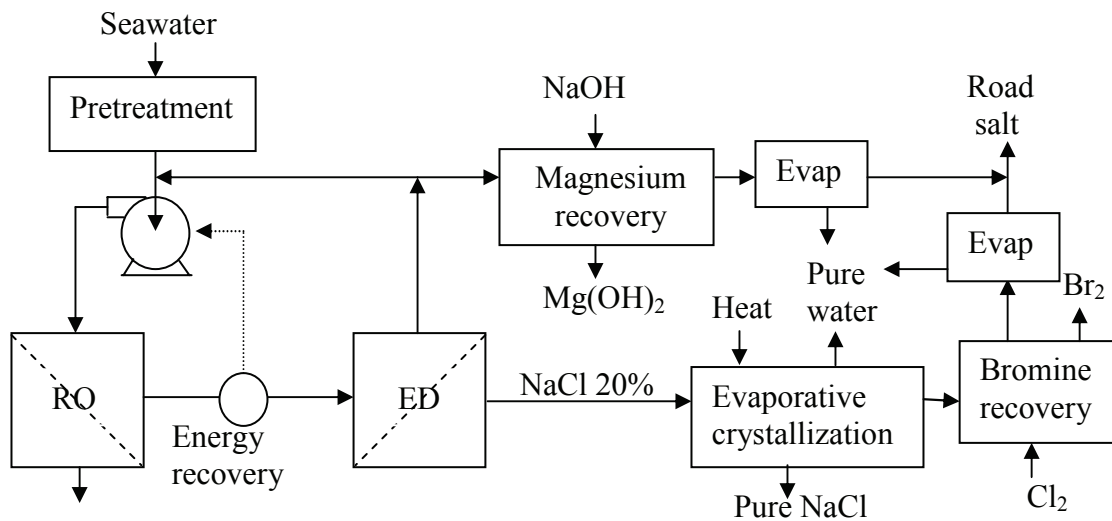 Seawater
Pretreatment
NaOH
Magnesium
recovery
Mg(OH)2
Evap
Road
salt
Evap
Pure
water
Br2
Heat
RO
Energy
recovery
ED
NaCl 20%
Evaporative
crystallization
Pure NaCl
Bromine
recovery
Cl2